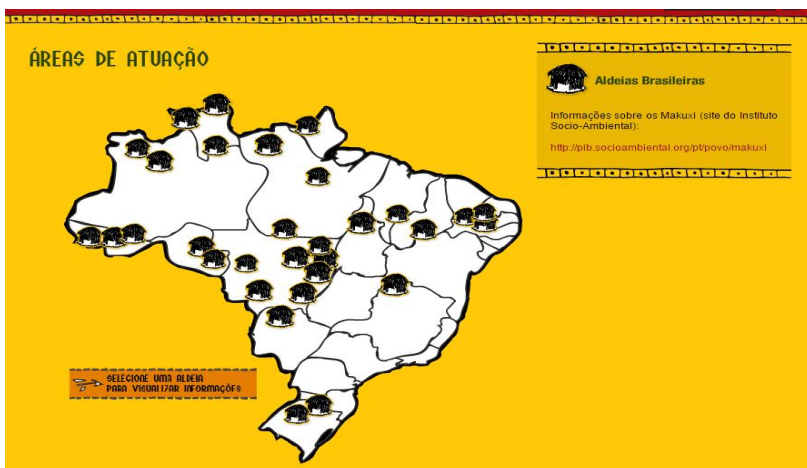 ÁREAS DE ATUAÇÃO
Aldeias Brasileiras
Informações sobre os Makuxi (site do Instituto
Socio-Ambiental):
http://pib.socioambiental.org/pt/povo/makuxi
SELECIONE UMA ALDEIA
PARA VISUALIZAR INFORMAÇÕES